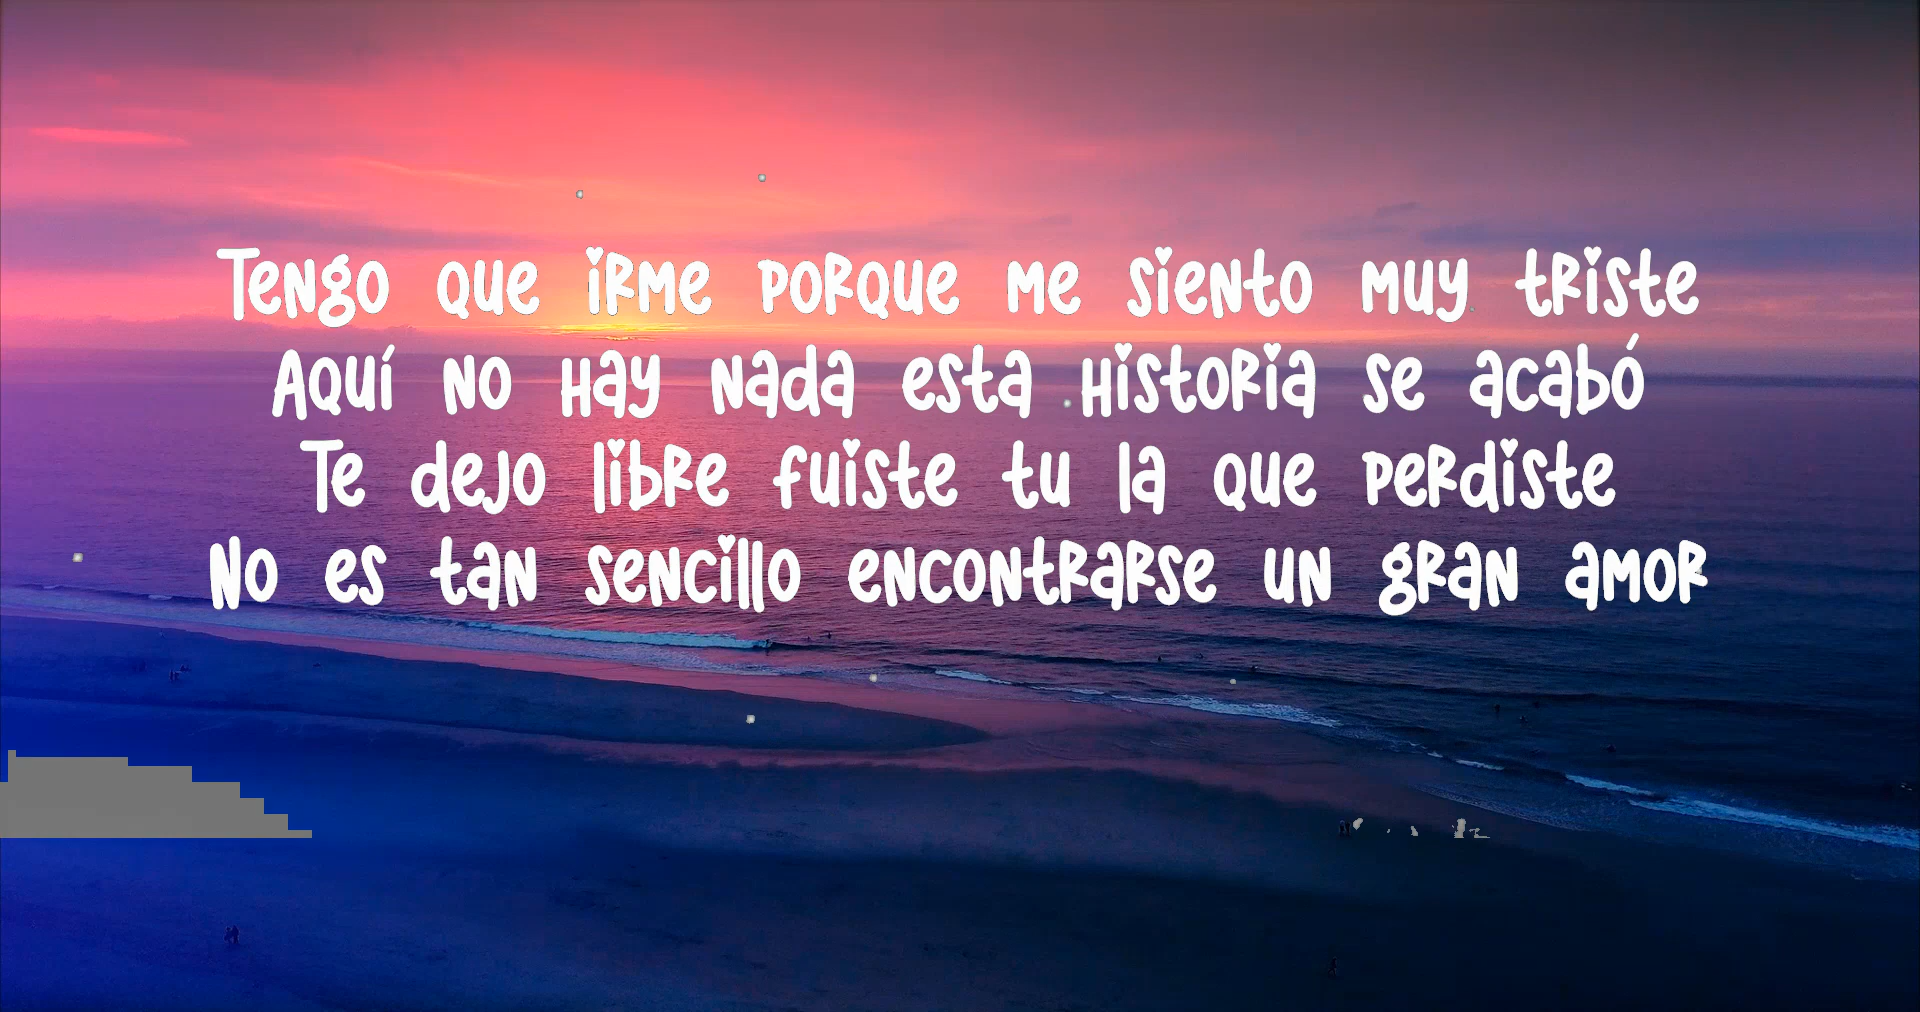 Tengo que irme porque me siento muy triste
Aquí no hay nada esta historia se acabó
Te dejo libre fuiste tu la que perdiste
No es tan sencillo encontrarse un gran amor